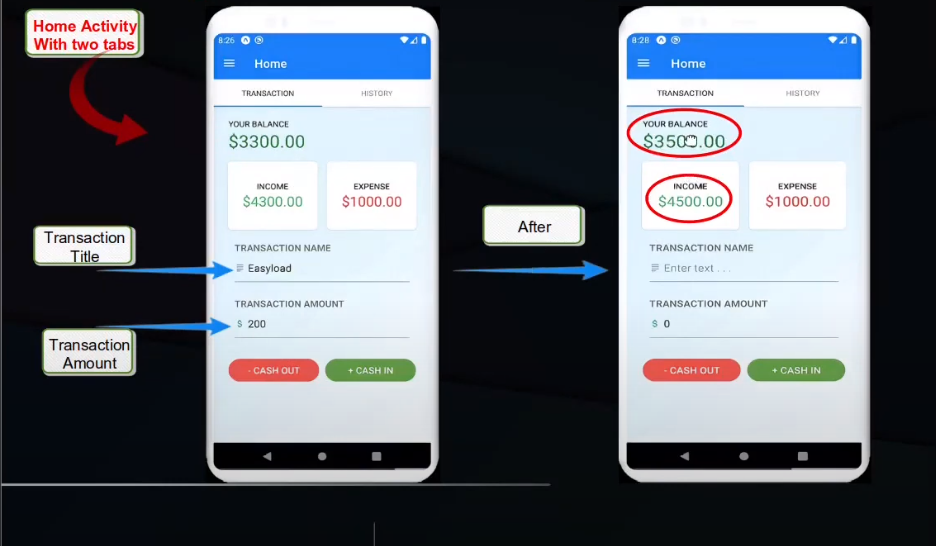 Home Activity
With two tabs
8:26
Home
TRANSACTION HISTORY
YOUR BALANCE
$3300.00
INCOME EXPENSE
$4300.00 $1000.00
TRANSACTION NAME
Easyload
TRANSACTION AMOUNT
$ 200
- CASH OUT + CASH IN
Transaction
Title
Transaction
Amount
After
8:28
Home
TRANSACTION HISTORY
YOUR BALANCE
$3500.00
INCOME EXPENSE
$4500.00 $1000.00
TRANSACTION NAME
Enter text . . .
TRANSACTION AMOUNT
$ 0
- CASH OUT + CASH IN